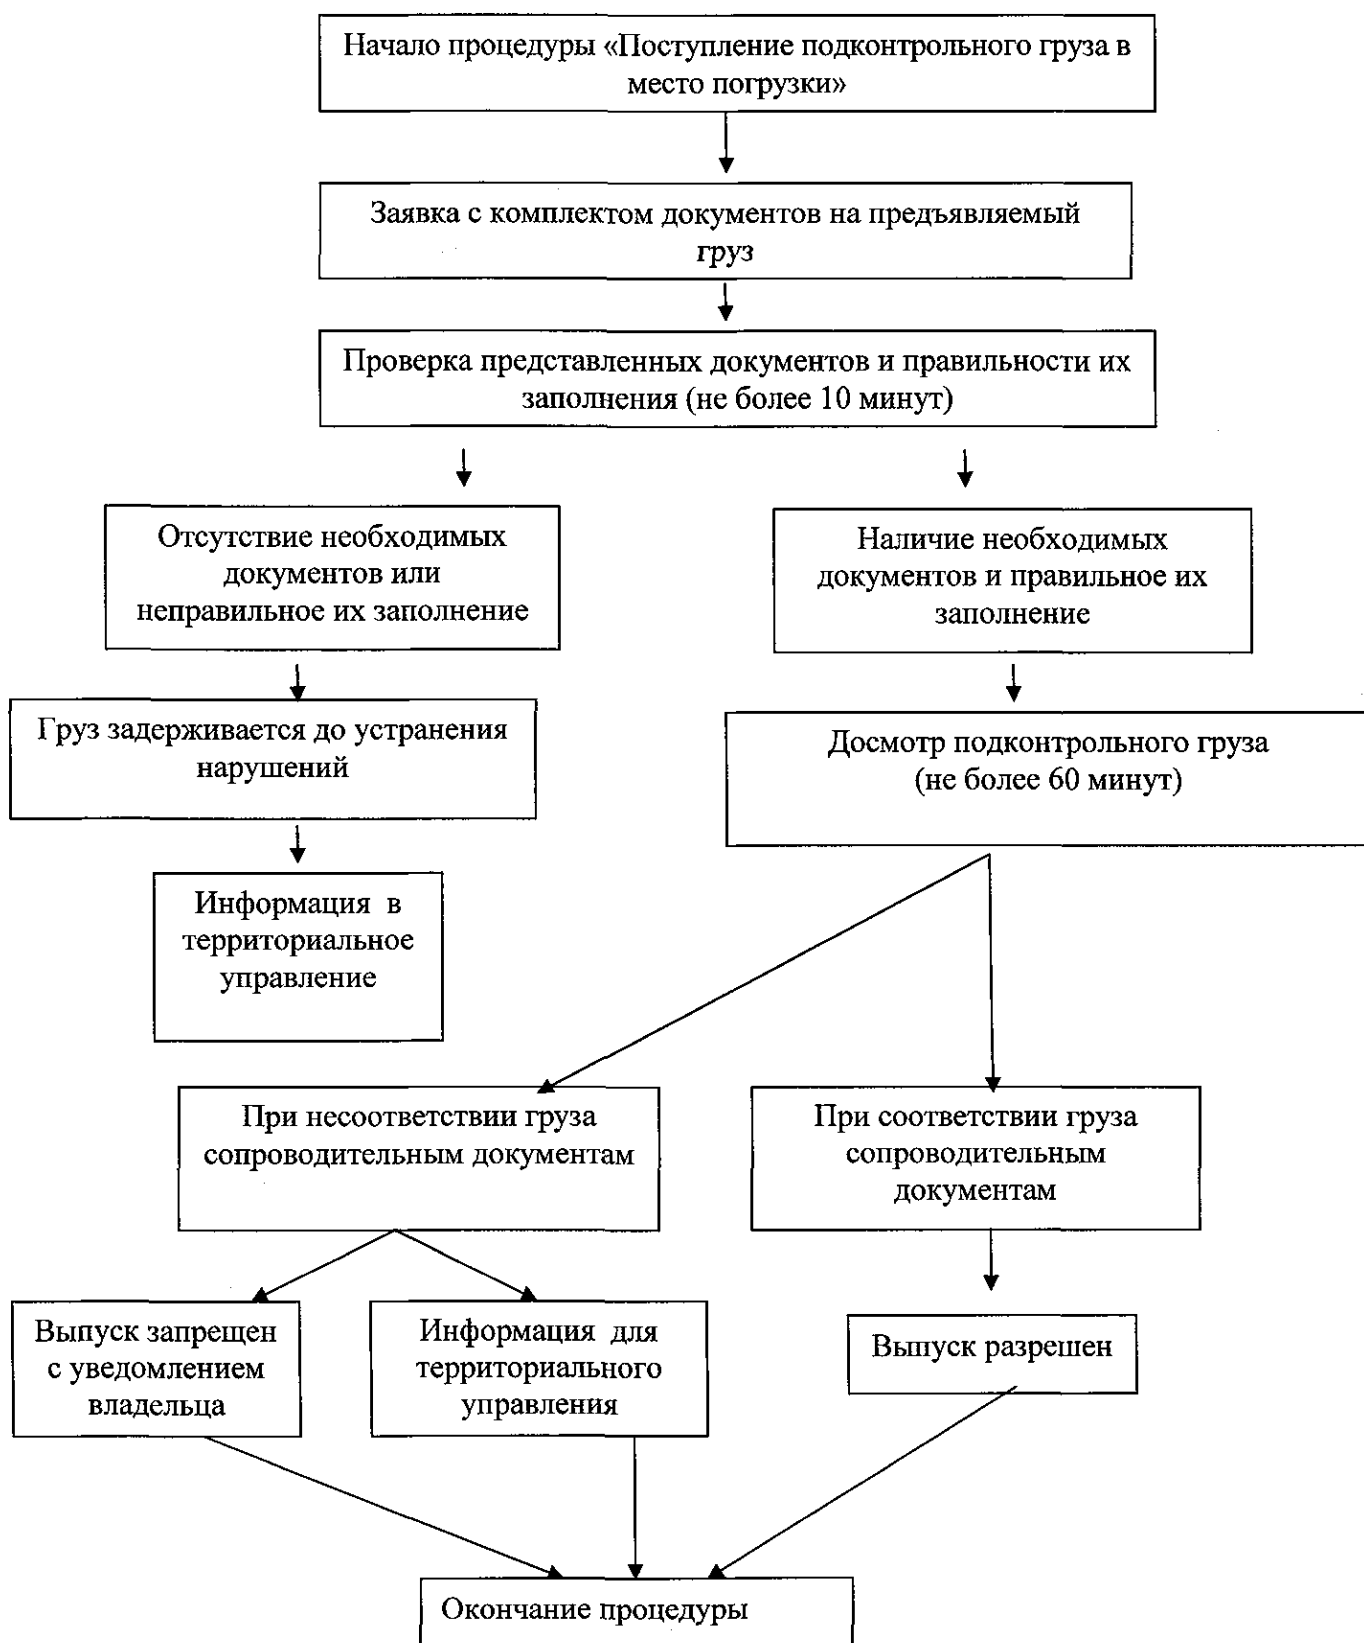 Начало процедуры «Поступление подконтрольного груза в
место погрузки»
Заявка с комплектом документов на предъявляемый
груз
Проверка представленных документов и правильности их
заполнения (не более 10 минут)
Отсутствие необходимых
документов или
неправильное их заполнение
Наличие необходимых
документов и правильное их
заполнение
Груз задерживается до устранения
нарушений
Досмотр подконтрольного груза
(не более 60 минут)
Информация в
территориальное
управление
При несоответствии груза
сопроводительным документам
При соответствии груза
сопроводительным
документам
Выпуск запрещен
с уведомлением
владельца
Информация для
территориального
управления
Выпуск разрешен
Окончание процедуры